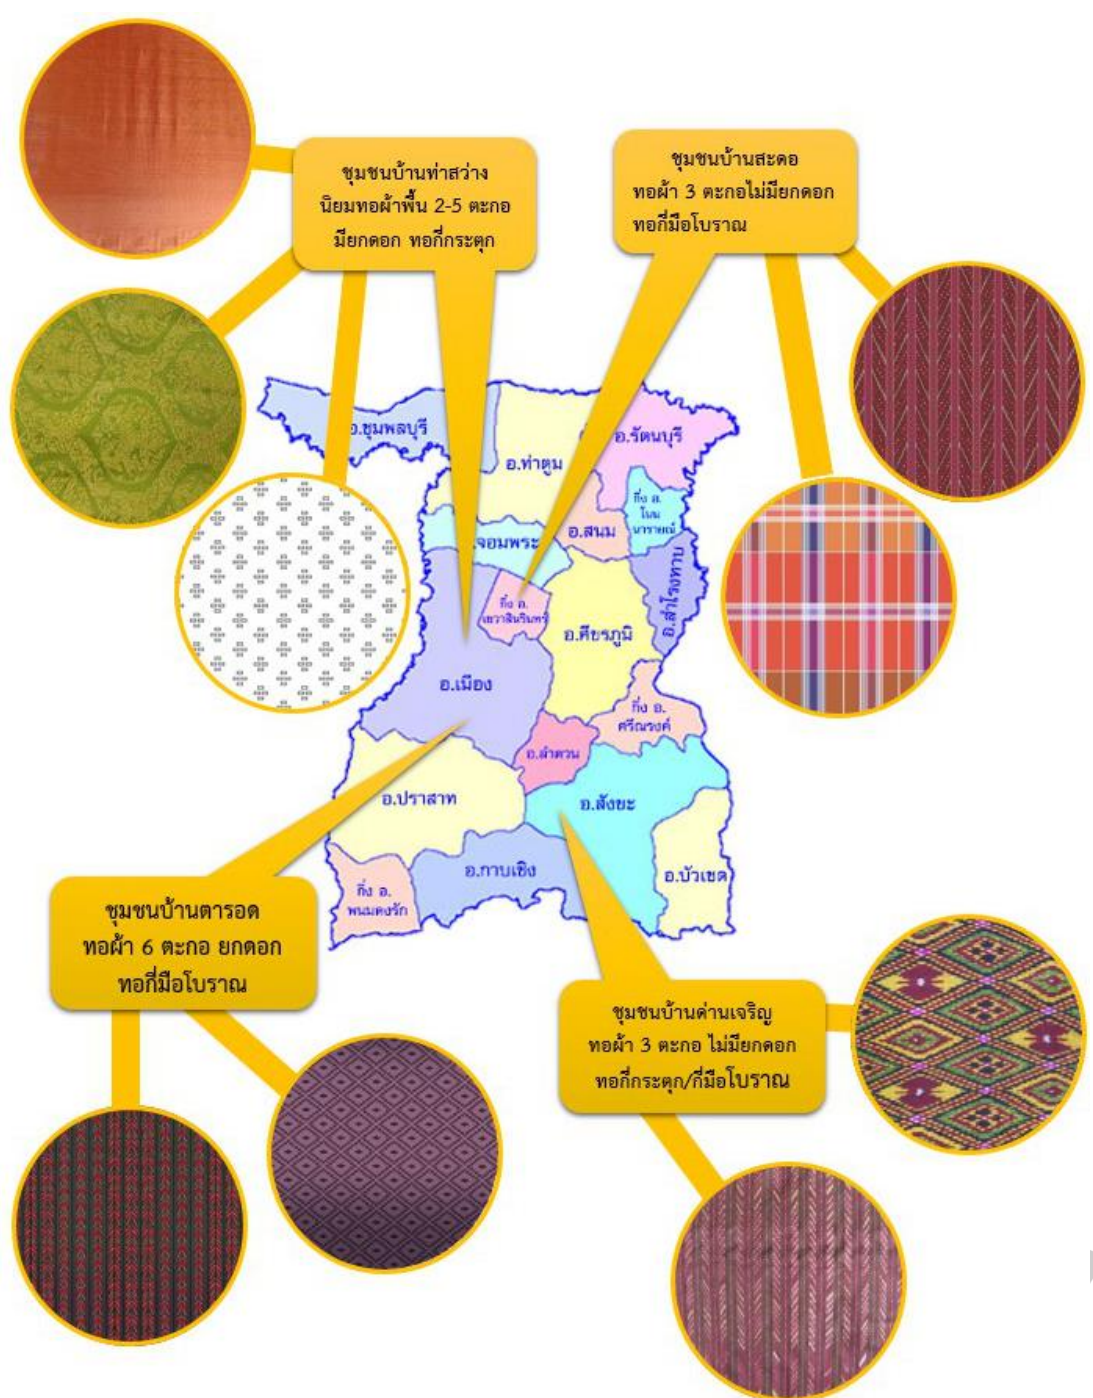 ชุมชนบ้านท่าสว่าง
นิยมทอผ้าพื้น 2-5 ตะกอ
มียกดอก ทอกี่กระตุก
ชุมชนบ้านสะดอ
ทอผ้า 3 ตะกอไม่มียกดอก
ทอกี่มือโบราณ
อ.ชุมพลบุรี
อ.ท่าตูม
อ.รัตนบุรี
กิ่ง อ.
โนน
นารายณ์
อ.สนม
จอมพระ
อ.สำโรงทาบ
กิ่ง อ.
เขวาสินรินทร์
อ.ศีขรภูมิ
อ.เมือง
กิ่ง อ.
ศรีณรงค์
อ.ลำดวน
อ.ปราสาท
อ.สังขะ
อ.กาบเชิง
อ.บัวเชด
กิ่ง อ.
พนมดงรัก
ชุมชนบ้านตารอด
ทอผ้า 6 ตะกอ ยกดอก
ทอกี่มือโบราณ
ชุมชนบ้านด่านเจริญ
ทอผ้า 3 ตะกอ ไม่มียกดอก
ทอกี่กระตุก/กี่มือโบราณ